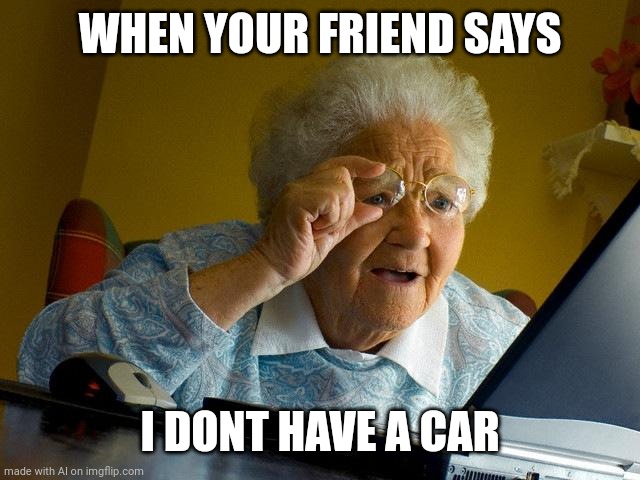 WHEN YOUR FRIEND SAYS
I DONT HAVE A CAR
made with AI on imgflip.com